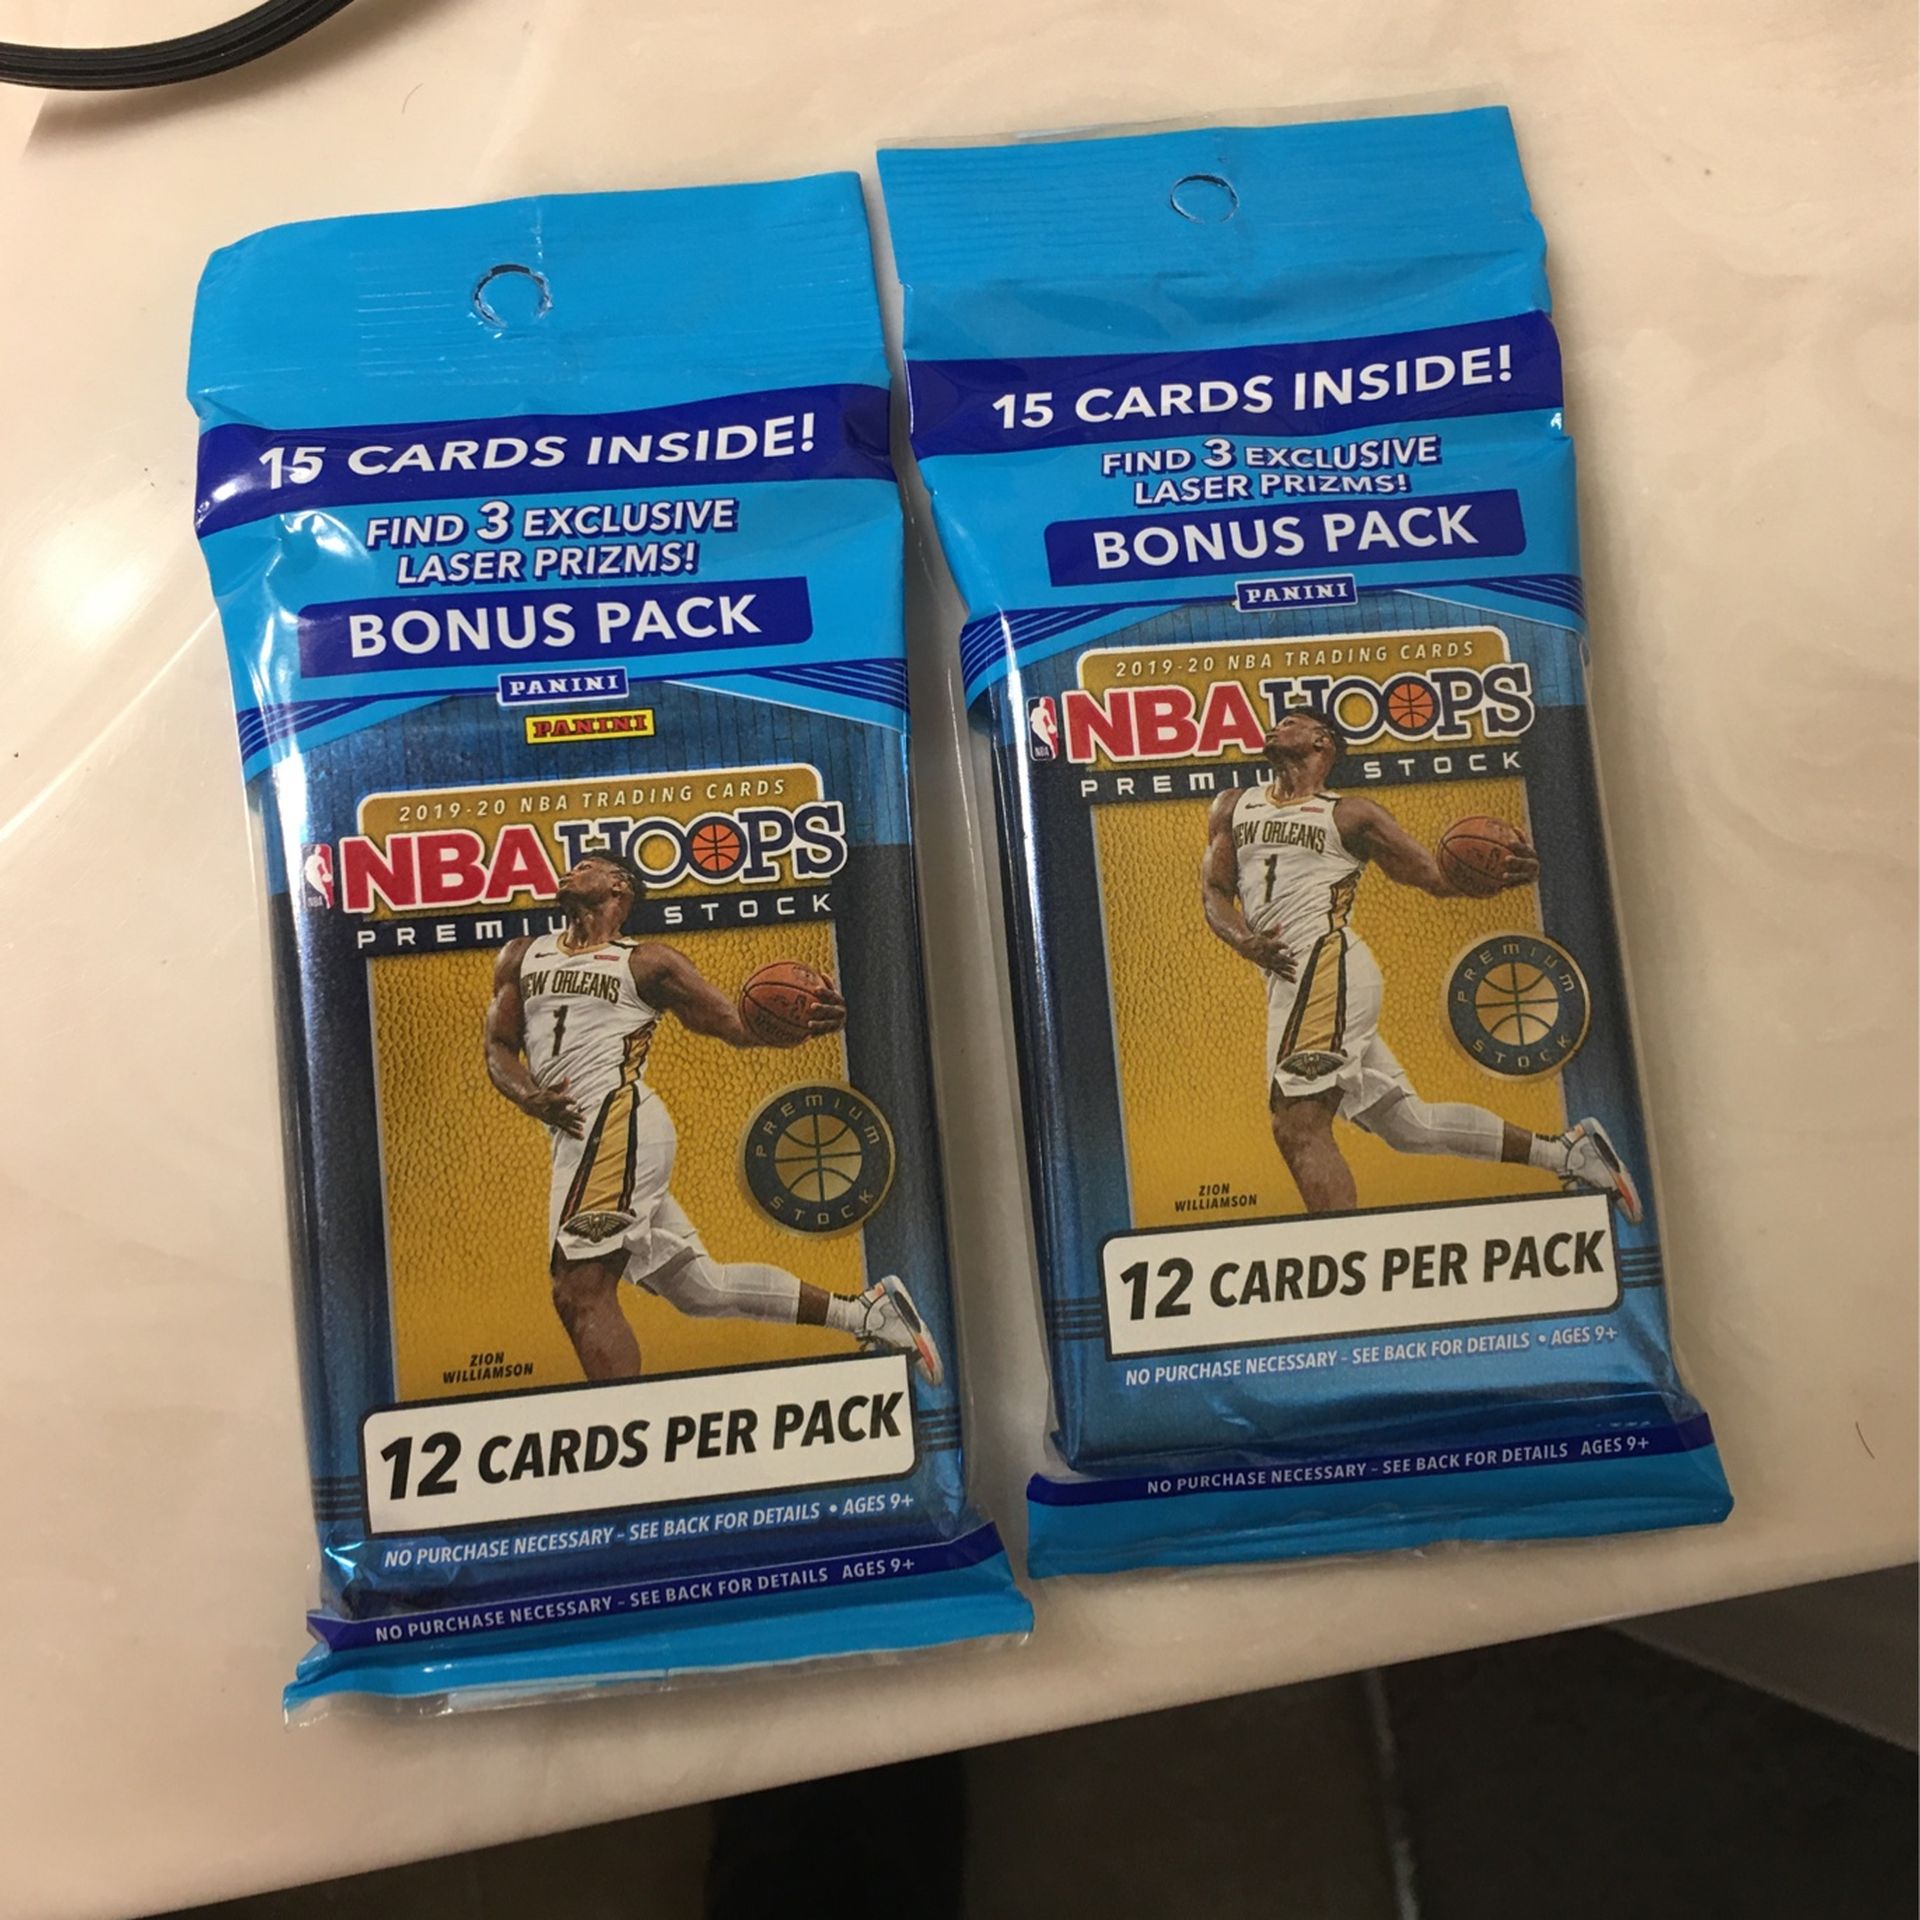 15 CARDS INSIDE!
FIND 3 EXCLUSIVE
LASER PRIZMS!
BONUS PACK
PANINI
PANINI
2019-20 NBA TRADING CARDS
NBA HOOPS
NBA
PREMIU STOCK
NEW ORLEANS
1
PREMIUM
STOCK
ZION
WILLIAMSON
12 CARDS PER PACK
NO PURCHASE NECESSARY - SEE BACK FOR DETAILS • AGES 9+
NO PURCHASE NECESSARY - SEE BACK FOR DETAILS AGES 9+
15 CARDS INSIDE!
FIND 3 EXCLUSIVE
LASER PRIZMS!
BONUS PACK
PANINI
2019-20 NBA TRADING CARDS
NBA HOOPS
NBA
PREMIU STOCK
NEW ORLEANS
1
PREMIUM
STOCK
ZION
WILLIAMSON
12 CARDS PER PACK
NO PURCHASE NECESSARY - SEE BACK FOR DETAILS • AGES 9+
NO PURCHASE NECESSARY - SEE BACK FOR DETAILS AGES 9+